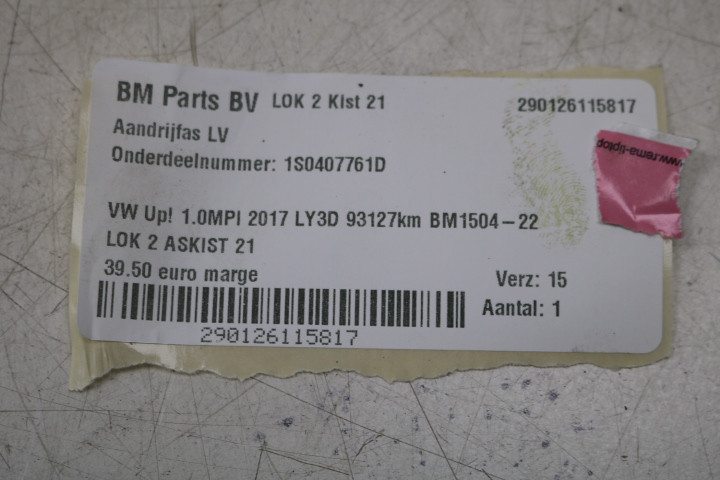 BM Parts BV LOK 2 Kist 21 290126115817
Aandrijfas LV
Onderdeelnummer: 1S0407761D
www.rema-tiptop
VW Up! 1.0MPI 2017 LY3D 93127km BM1504-22
LOK 2 ASKIST 21
39.50 euro marge
Verz: 15
Aantal: 1
290126115817